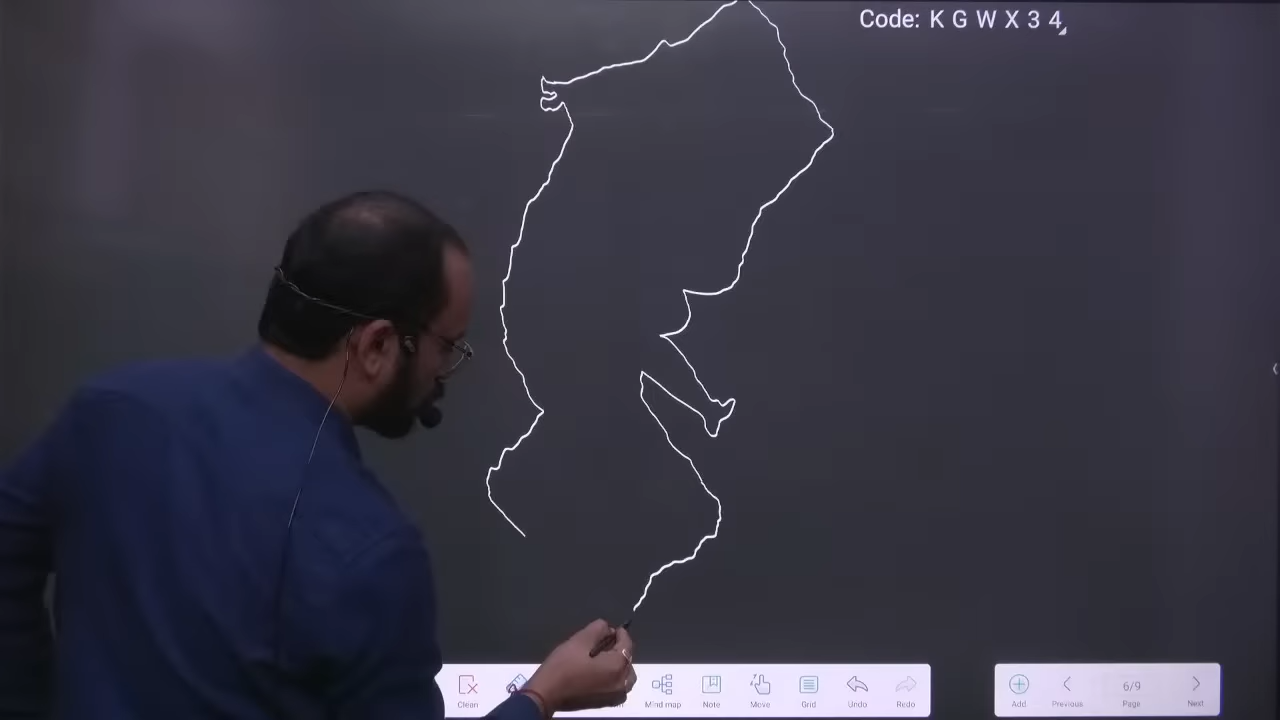 Code: K G W X 3 4
Clean
Mind map
Note
Move
Grid
Undo
Redo
Add
Previous
6/9
Page
Next